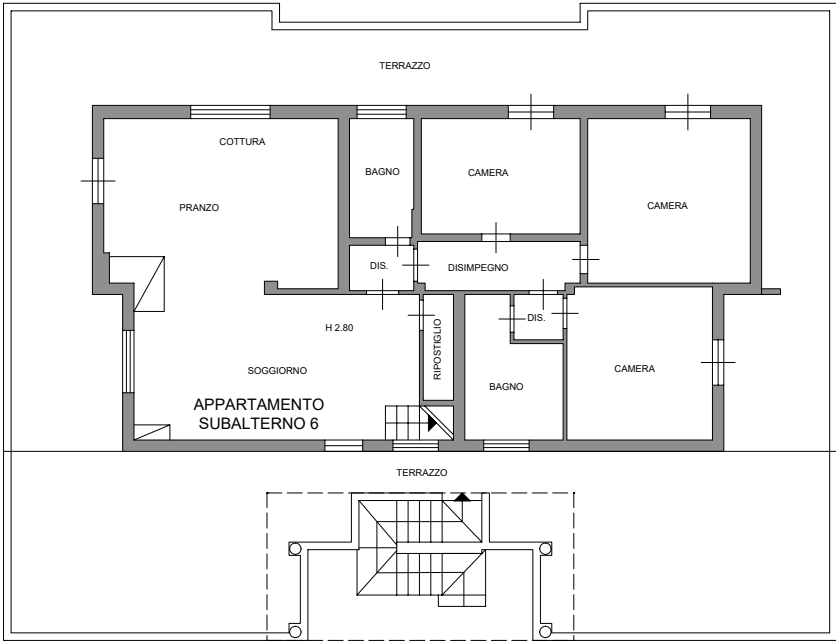 TERRAZZO
COTTURA
BAGNO
CAMERA
PRANZO
CAMERA
DIS.
DISIMPEGNO
DIS.
H 2.80
RIPOSTIGLIO
SOGGIORNO
CAMERA
BAGNO
APPARTAMENTO
SUBALTERNO 6
TERRAZZO